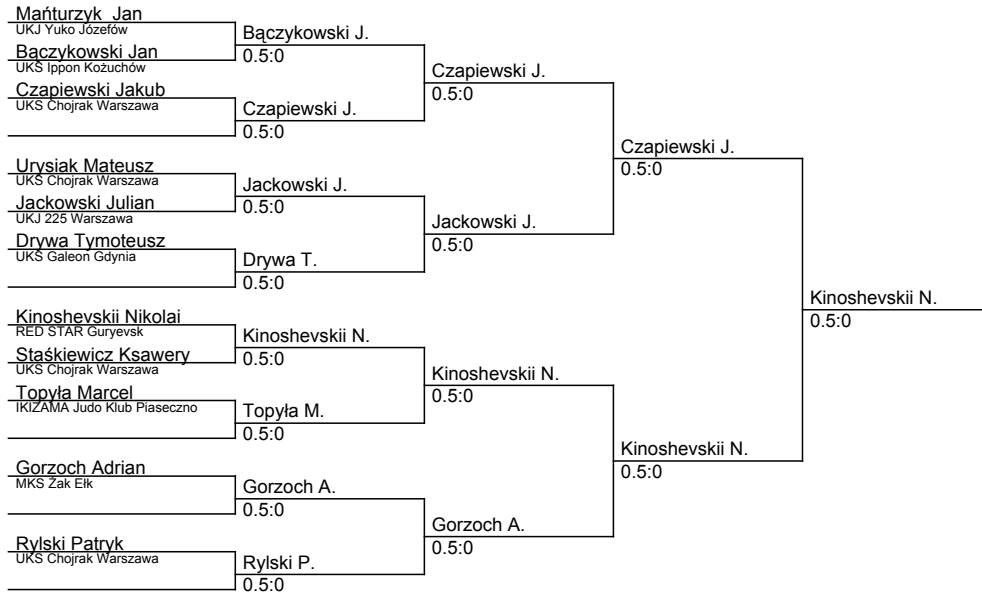 Mańturzyk  Jan
UKJ Yuko Józefów
Bączykowski Jan
UKS Ippon Kożuchów
Czapiewski Jakub
UKS Chojrak Warszawa
Urysiak Mateusz
UKS Chojrak Warszawa
Jackowski Julian
UKJ 225 Warszawa
Drywa Tymoteusz
UKS Galeon Gdynia
Kinoshevskii Nikolai
RED STAR Guryevsk
Staśkiewicz Ksawery
UKS Chojrak Warszawa
Topyła Marcel
IKIZAMA Judo Klub Piaseczno
Gorzoch Adrian
MKS Żak Ełk
Rylski Patryk
UKS Chojrak Warszawa
Bączykowski J.
0.5:0
Czapiewski J.
0.5:0
Jackowski J.
0.5:0
Drywa T.
0.5:0
Kinoshevskii N.
0.5:0
Topyła M.
0.5:0
Gorzoch A.
0.5:0
Rylski P.
0.5:0
Czapiewski J.
0.5:0
Jackowski J.
0.5:0
Kinoshevskii N.
0.5:0
Gorzoch A.
0.5:0
Czapiewski J.
0.5:0
Kinoshevskii N.
0.5:0
Kinoshevskii N.
0.5:0